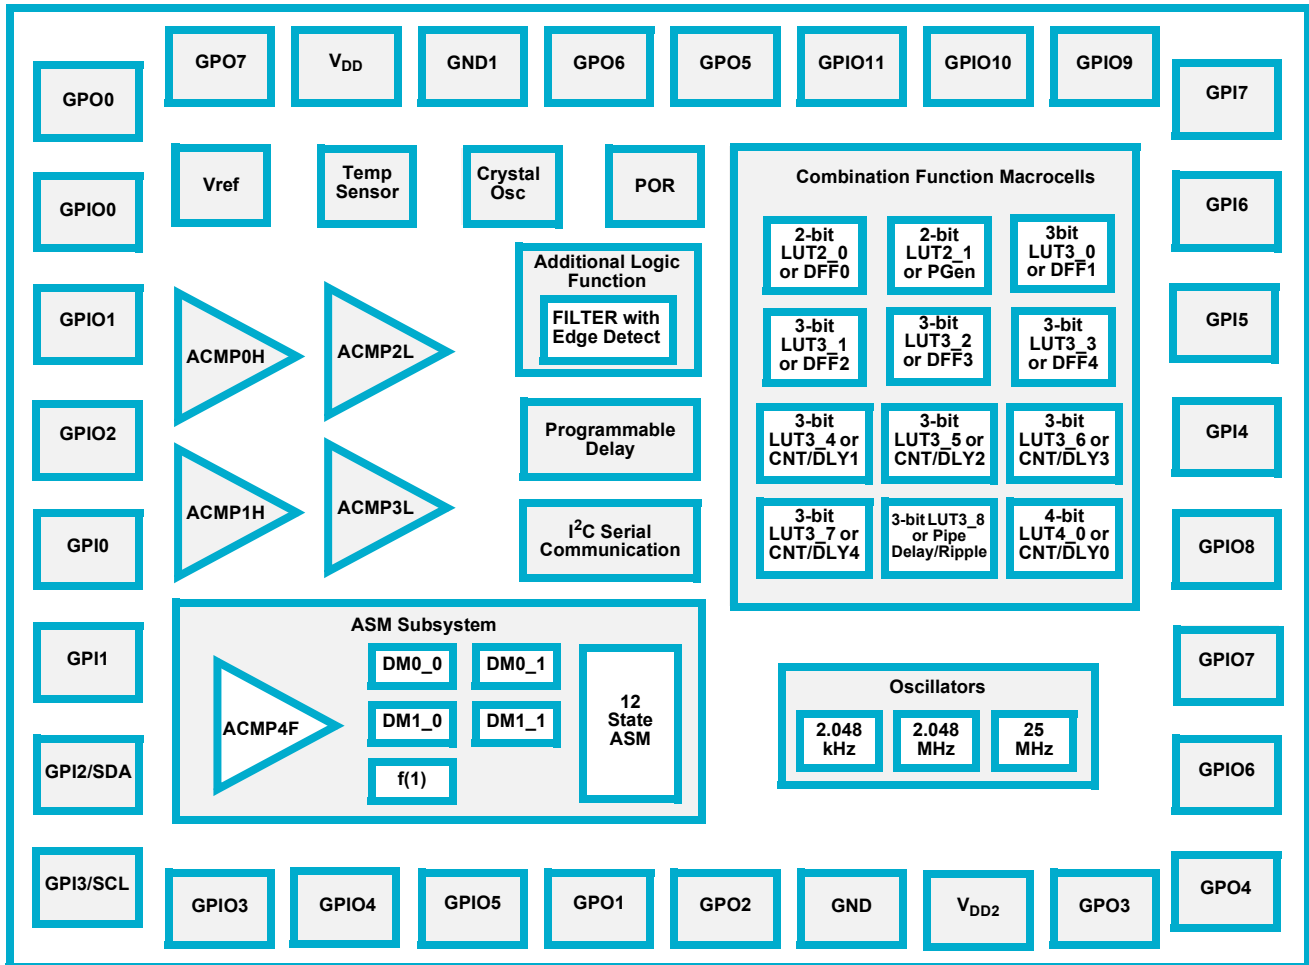 GPO7
VDD
GND1
GPO6
GPO5
GPIO11
GPIO10
GPIO9
GPO0
GPIO0
GPIO1
GPIO2
GPI0
GPI1
GPI2/SDA
GPI3/SCL
GPI7
GPI6
GPI5
GPI4
GPIO8
GPIO7
GPIO6
GPO4
Vref
Temp
Sensor
Crystal
Osc
POR
ACMP0H
ACMP2L
ACMP1H
ACMP3L
Additional Logic
Function
FILTER with
Edge Detect
Programmable
Delay
I²C Serial
Communication
Combination Function Macrocells
2-bit
LUT2_0
or DFF0
2-bit
LUT2_1
or PGen
3bit
LUT3_0
or DFF1
3-bit
LUT3_1
or DFF2
3-bit
LUT3_2
or DFF3
3-bit
LUT3_3
or DFF4
3-bit
LUT3_4 or
CNT/DLY1
3-bit
LUT3_5 or
CNT/DLY2
3-bit
LUT3_6 or
CNT/DLY3
3-bit
LUT3_7 or
CNT/DLY4
3-bit LUT3_8
or Pipe
Delay/Ripple
4-bit
LUT4_0 or
CNT/DLY0
ASM Subsystem
ACMP4F
DM0_0
DM0_1
DM1_0
DM1_1
f(1)
12
State
ASM
Oscillators
2.048
kHz
2.048
MHz
25
MHz
GPIO3
GPIO4
GPIO5
GPO1
GPO2
GND
VDD2
GPO3